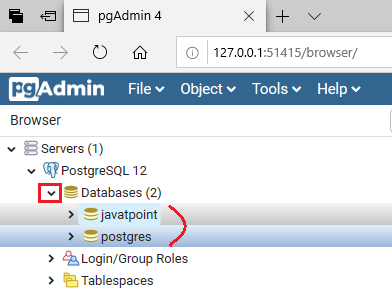 pgAdmin 4
127.0.0.1:51415/browser/
pgAdmin File Object Tools Help
Browser
Servers (1)
PostgreSQL 12
Databases (2)
javatpoint
postgres
Login/Group Roles
Tablespaces